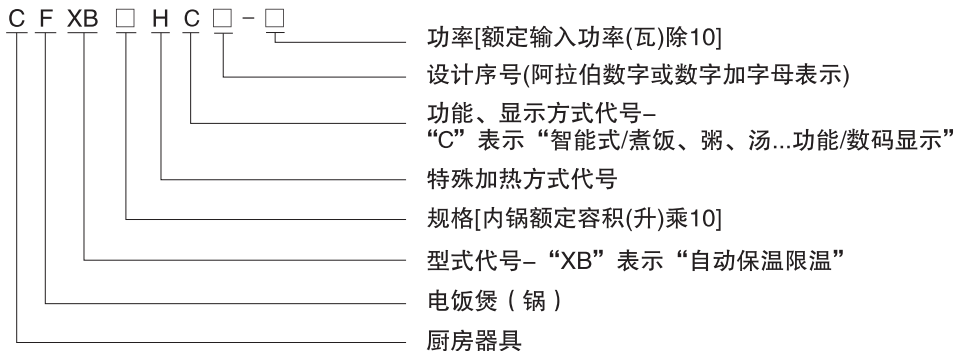 C F XB □ H C □ - □
功率[额定输入功率(瓦)除10]
设计序号(阿拉伯数字或数字加字母表示)
功能、显示方式代号–
“C”表示“智能式/煮饭、粥、汤...功能/数码显示”
特殊加热方式代号
规格[内锅额定容积(升)乘10]
型式代号–“XB”表示“自动保温限温”
电饭煲（锅）
厨房器具